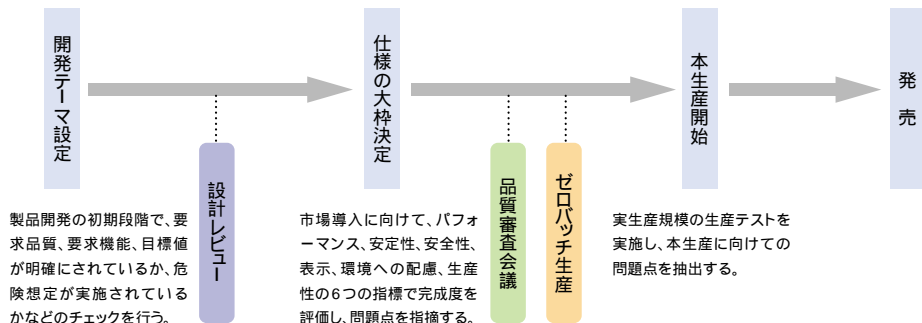 開発テーマ設定
仕様の大枠決定
本生産開始
発売
設計レビュー
品質審査会議
ゼロバッチ生産
製品開発の初期段階で、要
求品質、要求機能、目標値
が明確にされているか、危
険想定が実施されている
かなどのチェックを行う。
市場導入に向けて、パフォ
ーマンス、安定性、安全性、
表示、環境への配慮、生産
性の6つの指標で完成度を
評価し、問題点を指摘する。
実生産規模の生産テストを
実施し、本生産に向けての
問題点を抽出する。